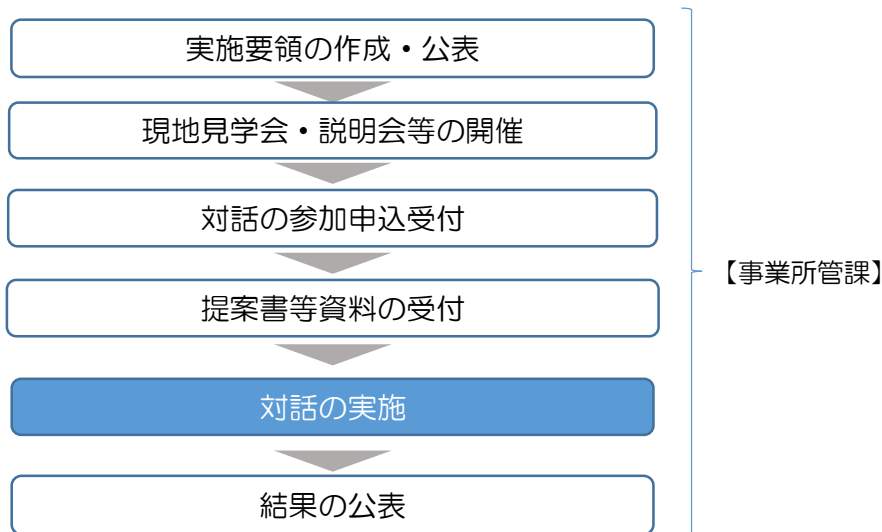 実施要領の作成・公表
現地見学会・説明会等の開催
対話の参加申込受付
提案書等資料の受付
【事業所管課】
対話の実施
結果の公表